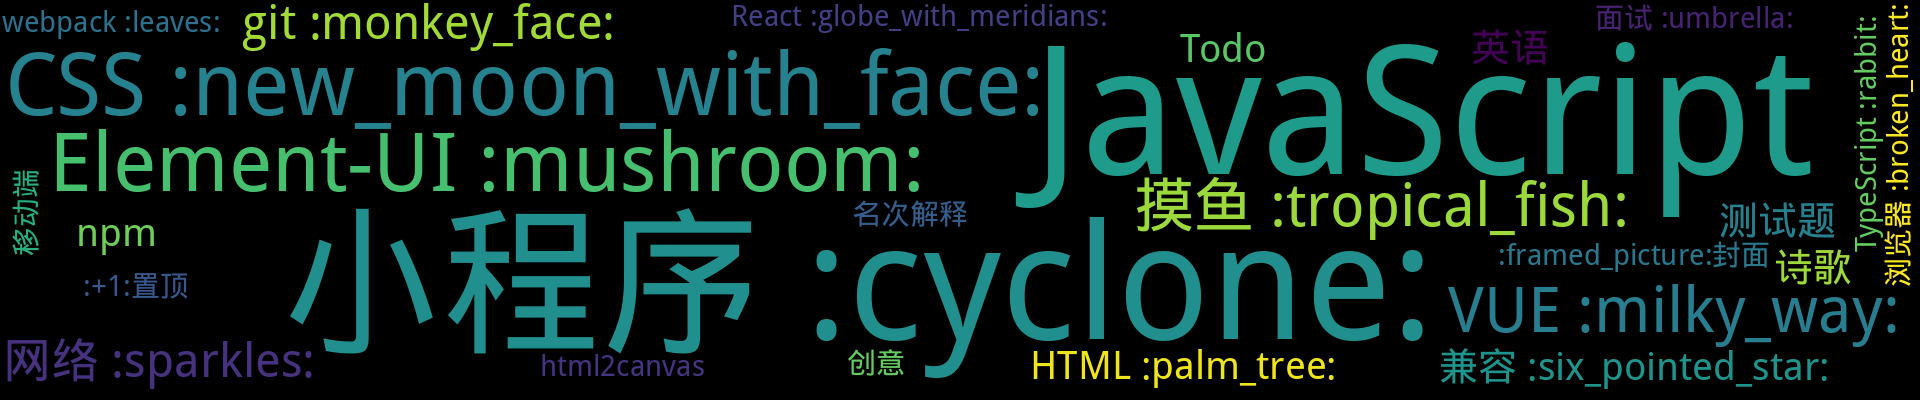 webpack :leaves:
git :monkey_face:
React :globe_with_meridians:
面试 :umbrella:
CSS :new_moon_with_face:
JavaScript
Todo
英语
TypeScript :rabbit:
浏览器 :broken_heart:
Element-UI :mushroom:
移动端
npm
小程序 :cyclone:
名次解释
摸鱼 :tropical_fish:
测试题
:framed_picture:封面
诗歌
:+1:置顶
VUE :milky_way:
网络 :sparkles:
html2canvas
创意
HTML :palm_tree:
兼容 :six_pointed_star: